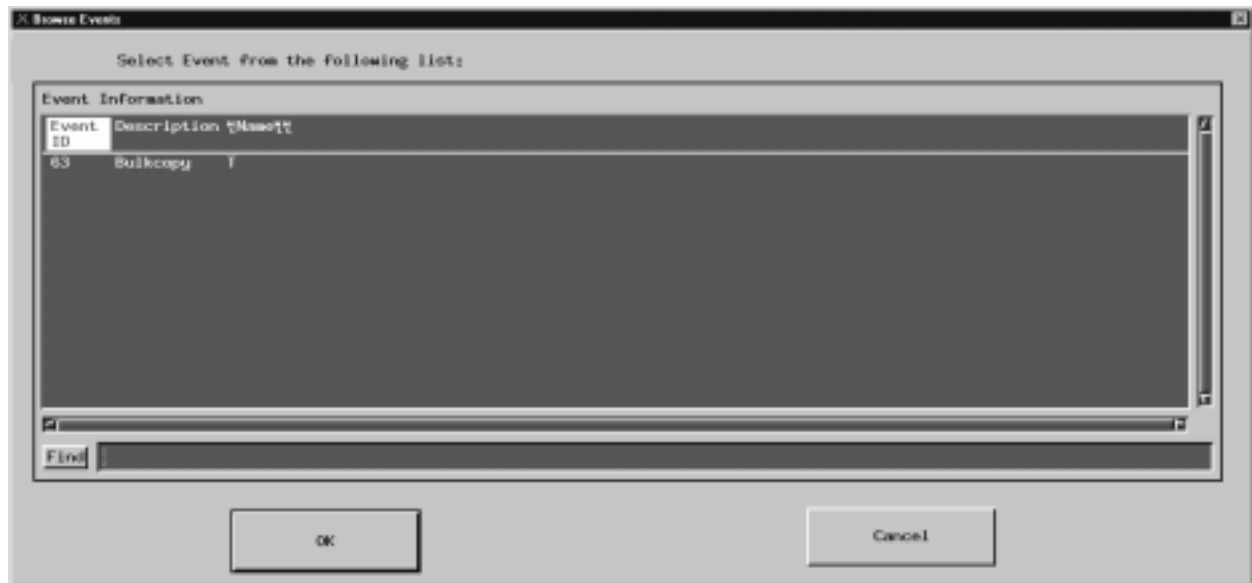 Browse Events
Select Event from the following list:
Event Information
Event ID Description ¶Name¶¶
63 Bulkcopy T
Find
OK Cancel